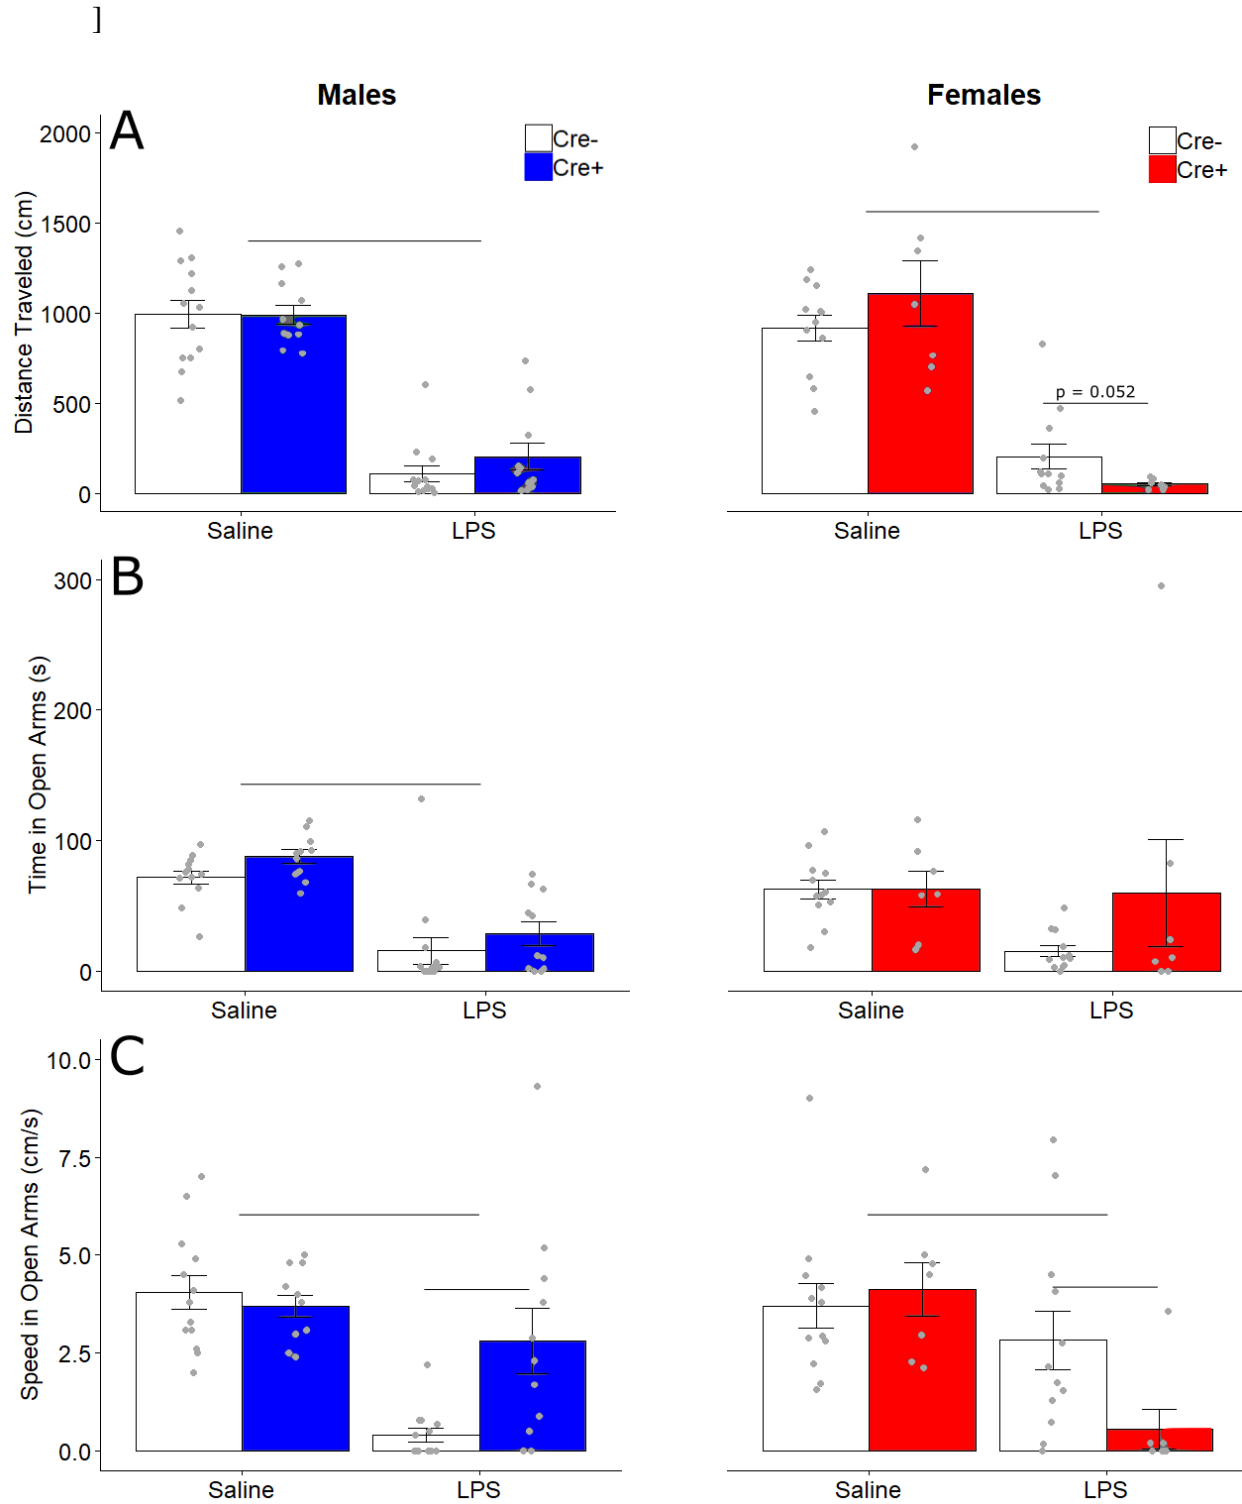 ]
Males
Females
A
Cre-
Cre+
Cre-
Cre+
Distance Traveled (cm)
2000
1500
1000
500
0
p = 0.052
Saline
LPS
Saline
LPS
B
Time in Open Arms (s)
300
200
100
0
Saline
LPS
Saline
LPS
C
Speed in Open Arms (cm/s)
10.0
7.5
5.0
2.5
0.0
Saline
LPS
Saline
LPS